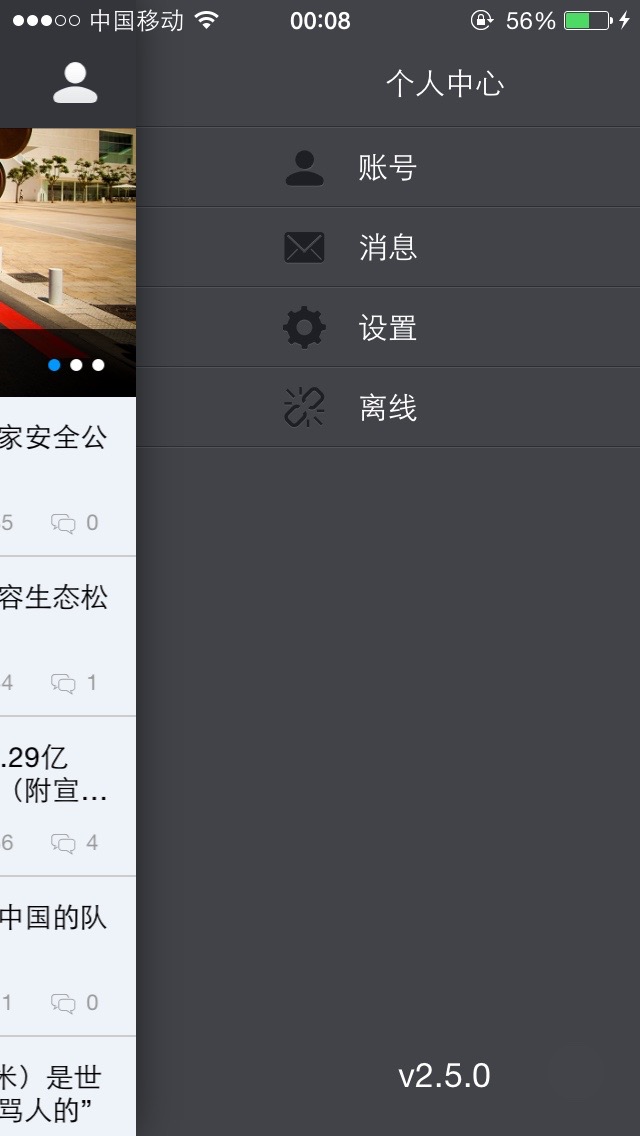 中国移动 00:08 56%
个人中心
账号
消息
设置
离线
家安全公
5 0
容生态松
4 1
.29亿
（附宣...
6 4
中国的队
1 0
米）是世
骂人的”
v2.5.0